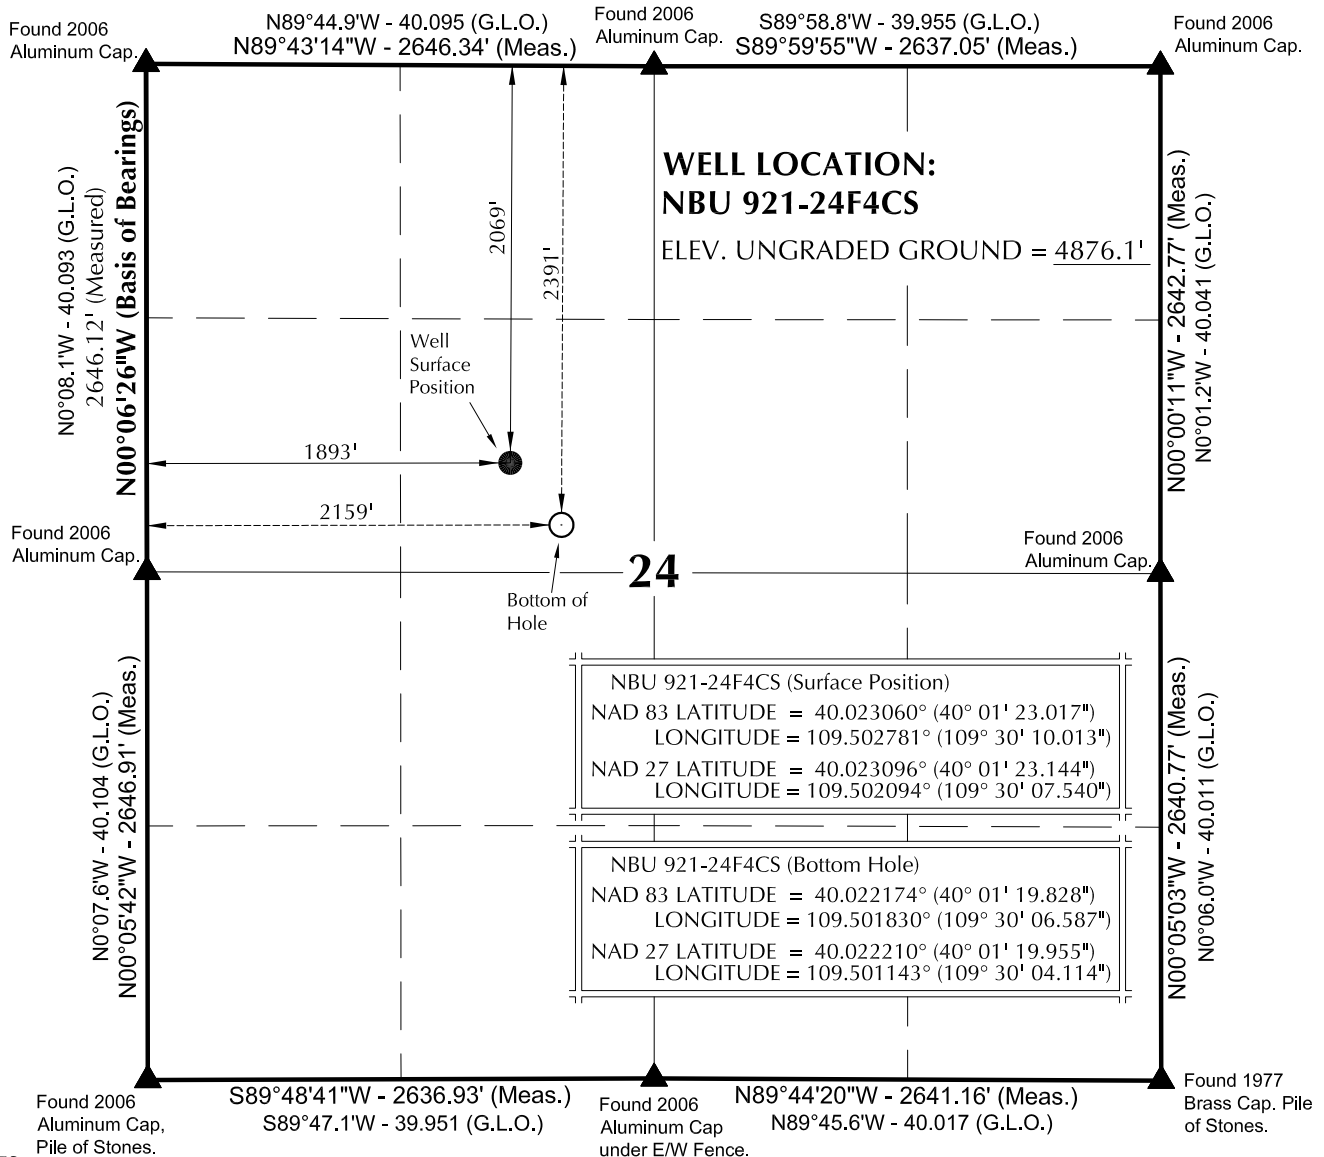 Found 2006
Aluminum Cap.
N89°44.9'W - 40.095 (G.L.O.)
N89°43'14"W - 2646.34' (Meas.)
Found 2006
Aluminum Cap.
S89°58.8'W - 39.955 (G.L.O.)
S89°59'55"W - 2637.05' (Meas.)
Found 2006
Aluminum Cap.
N0°08.1'W - 40.093 (G.L.O.)
2646.12' (Measured)
N00°06'26"W (Basis of Bearings)
2069'
2391'
WELL LOCATION:
NBU 921-24F4CS
ELEV. UNGRADED GROUND = 4876.1'
N00°00'11"W - 2642.77' (Meas.)
N0°01.2'W - 40.041 (G.L.O.)
Well
Surface
Position
1893'
2159'
Found 2006
Aluminum Cap.
Found 2006
Aluminum Cap.
24
Bottom of
Hole
N0°07.6'W - 40.104 (G.L.O.)
N00°05'42"W - 2646.91' (Meas.)
NBU 921-24F4CS (Surface Position)
NAD 83 LATITUDE = 40.023060° (40° 01' 23.017")
LONGITUDE = 109.502781° (109° 30' 10.013")
NAD 27 LATITUDE = 40.023096° (40° 01' 23.144")
LONGITUDE = 109.502094° (109° 30' 07.540")
NBU 921-24F4CS (Bottom Hole)
NAD 83 LATITUDE = 40.022174° (40° 01' 19.828")
LONGITUDE = 109.501830° (109° 30' 06.587")
NAD 27 LATITUDE = 40.022210° (40° 01' 19.955")
LONGITUDE = 109.501143° (109° 30' 04.114")
N00°05'03"W - 2640.77' (Meas.)
N0°06.0'W - 40.011 (G.L.O.)
Found 2006
Aluminum Cap,
Pile of Stones.
S89°48'41"W - 2636.93' (Meas.)
S89°47.1'W - 39.951 (G.L.O.)
Found 2006
Aluminum Cap
under E/W Fence.
N89°44'20"W - 2641.16' (Meas.)
N89°45.6'W - 40.017 (G.L.O.)
Found 1977
Brass Cap. Pile
of Stones.